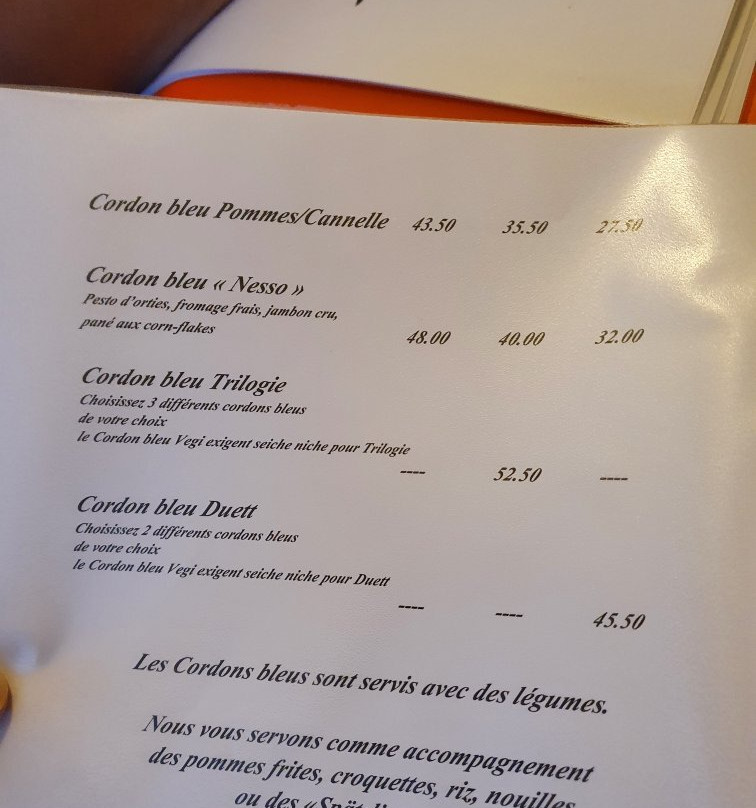 Cordon bleu Pommes/Cannelle 43.50 35.50 27.50
Cordon bleu « Nesso »
Pesto d'orties, fromage frais, jambon cru,
pané aux corn-flakes 48.00 40.00 32.00
Cordon bleu Trilogie
Choisissez 3 différents cordons bleus
de votre choix
le Cordon bleu Vegi exigent seiche niche pour Trilogie
---- 52.50 ----
Cordon bleu Duett
Choisissez 2 différents cordons bleus
de votre choix
le Cordon bleu Vegi exigent seiche niche pour Duett
---- ---- 45.50
Les Cordons bleus sont servis avec des légumes.
Nous vous servons comme accompagnement
des pommes frites, croquettes, riz, nouilles
ou des